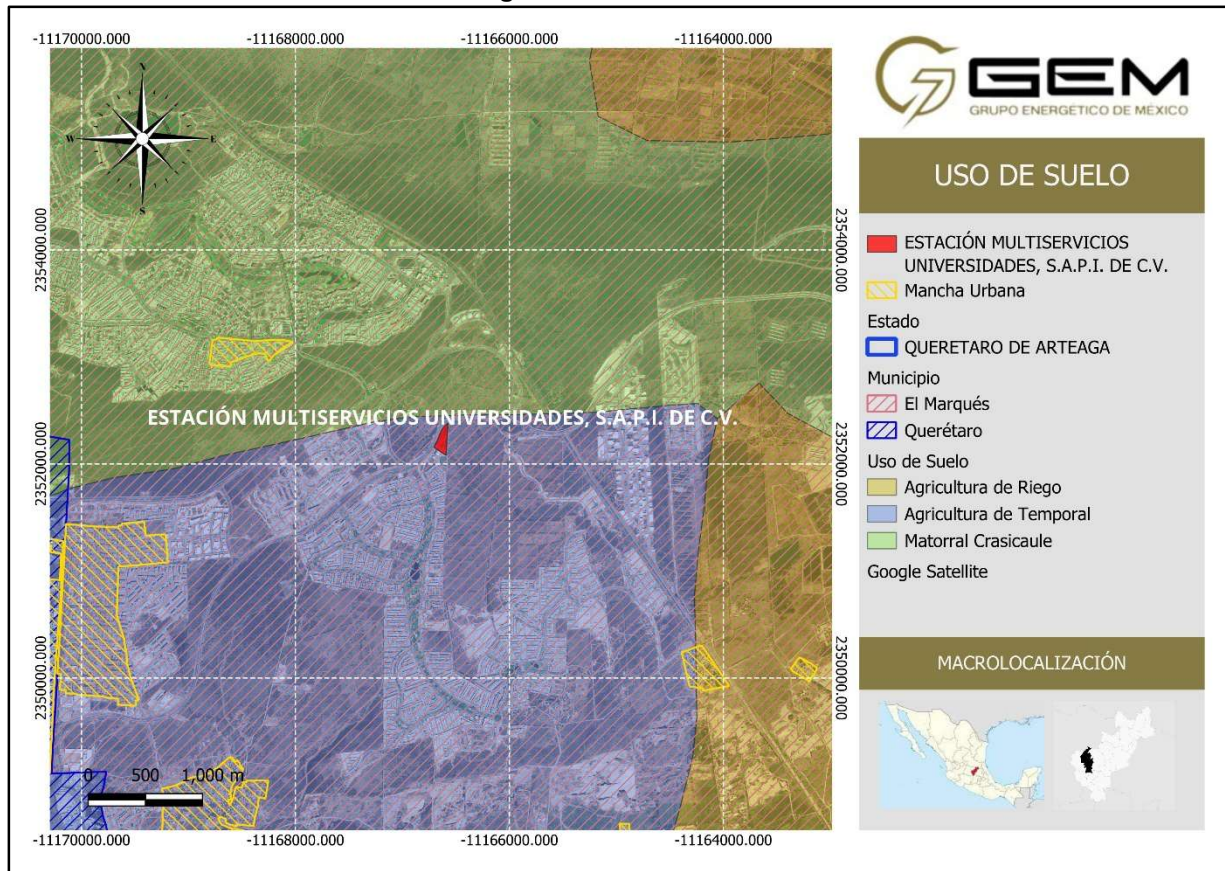 -11170000.000 -11168000.000 -11166000.000 -11164000.000
N
W E
S
2354000.000 2354000.000
ESTACIÓN MULTISERVICIOS UNIVERSIDADES, S.A.P.I. DE C.V.
2352000.000 2352000.000
2350000.000 2350000.000
0 500 1,000 m
-11170000.000 -11168000.000 -11166000.000 -11164000.000
GEM
GRUPO ENERGÉTICO DE MÉXICO
USO DE SUELO
ESTACIÓN MULTISERVICIOS
UNIVERSIDADES, S.A.P.I. DE C.V.
Mancha Urbana
Estado
QUERETARO DE ARTEAGA
Municipio
El Marqués
Querétaro
Uso de Suelo
Agricultura de Riego
Agricultura de Temporal
Matorral Crasicaule
Google Satellite
MACROLOCALIZACIÓN